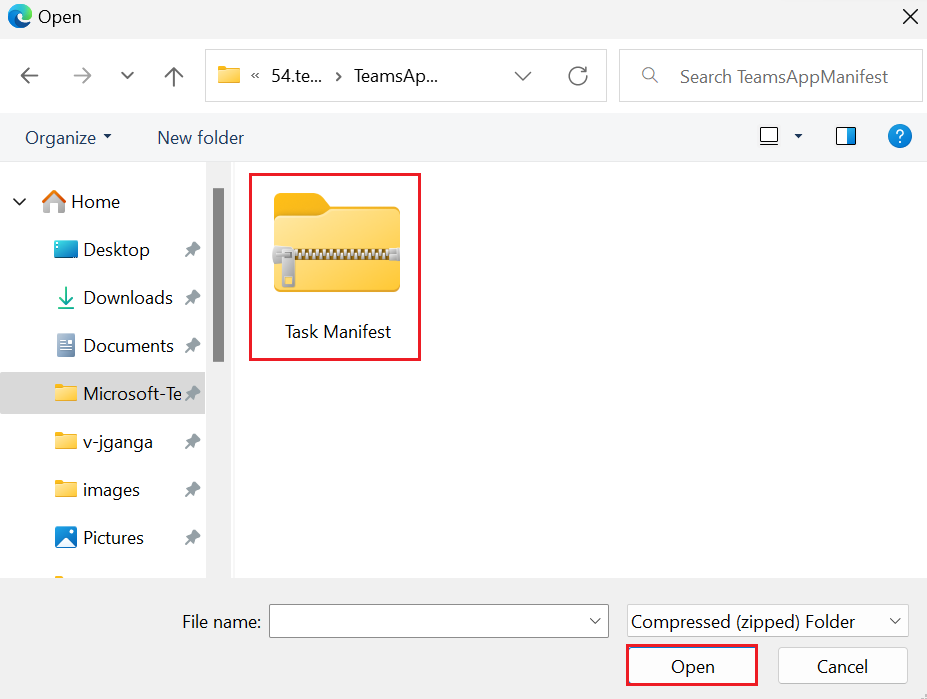 Open
« 54.te... › TeamsAp...
Search TeamsAppManifest
Organize
New folder
?
Home
Desktop
Downloads
Documents
Microsoft-Te
v-jganga
images
Pictures
Task Manifest
File name:
Compressed (zipped) Folder
Open
Cancel